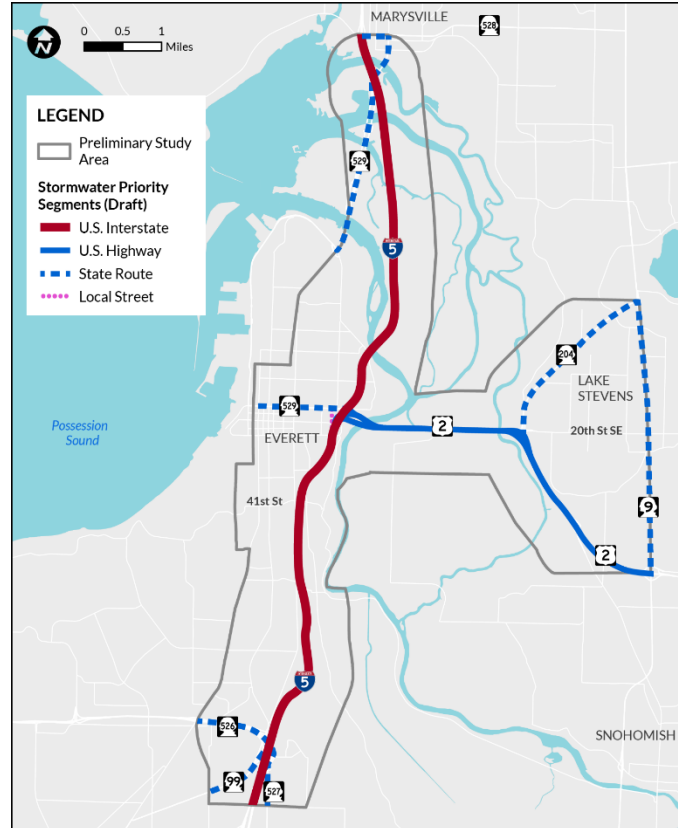 MARYSVILLE
528
N
0 0.5 1
Miles
LEGEND
Preliminary Study
Area
Stormwater Priority
Segments (Draft)
U.S. Interstate
U.S. Highway
State Route
Local Street
529
5
204
LAKE
STEVENS
529
2
20th St SE
EVERETT
Possession
Sound
41st St
9
2
5
526
SNOHOMISH
99
527